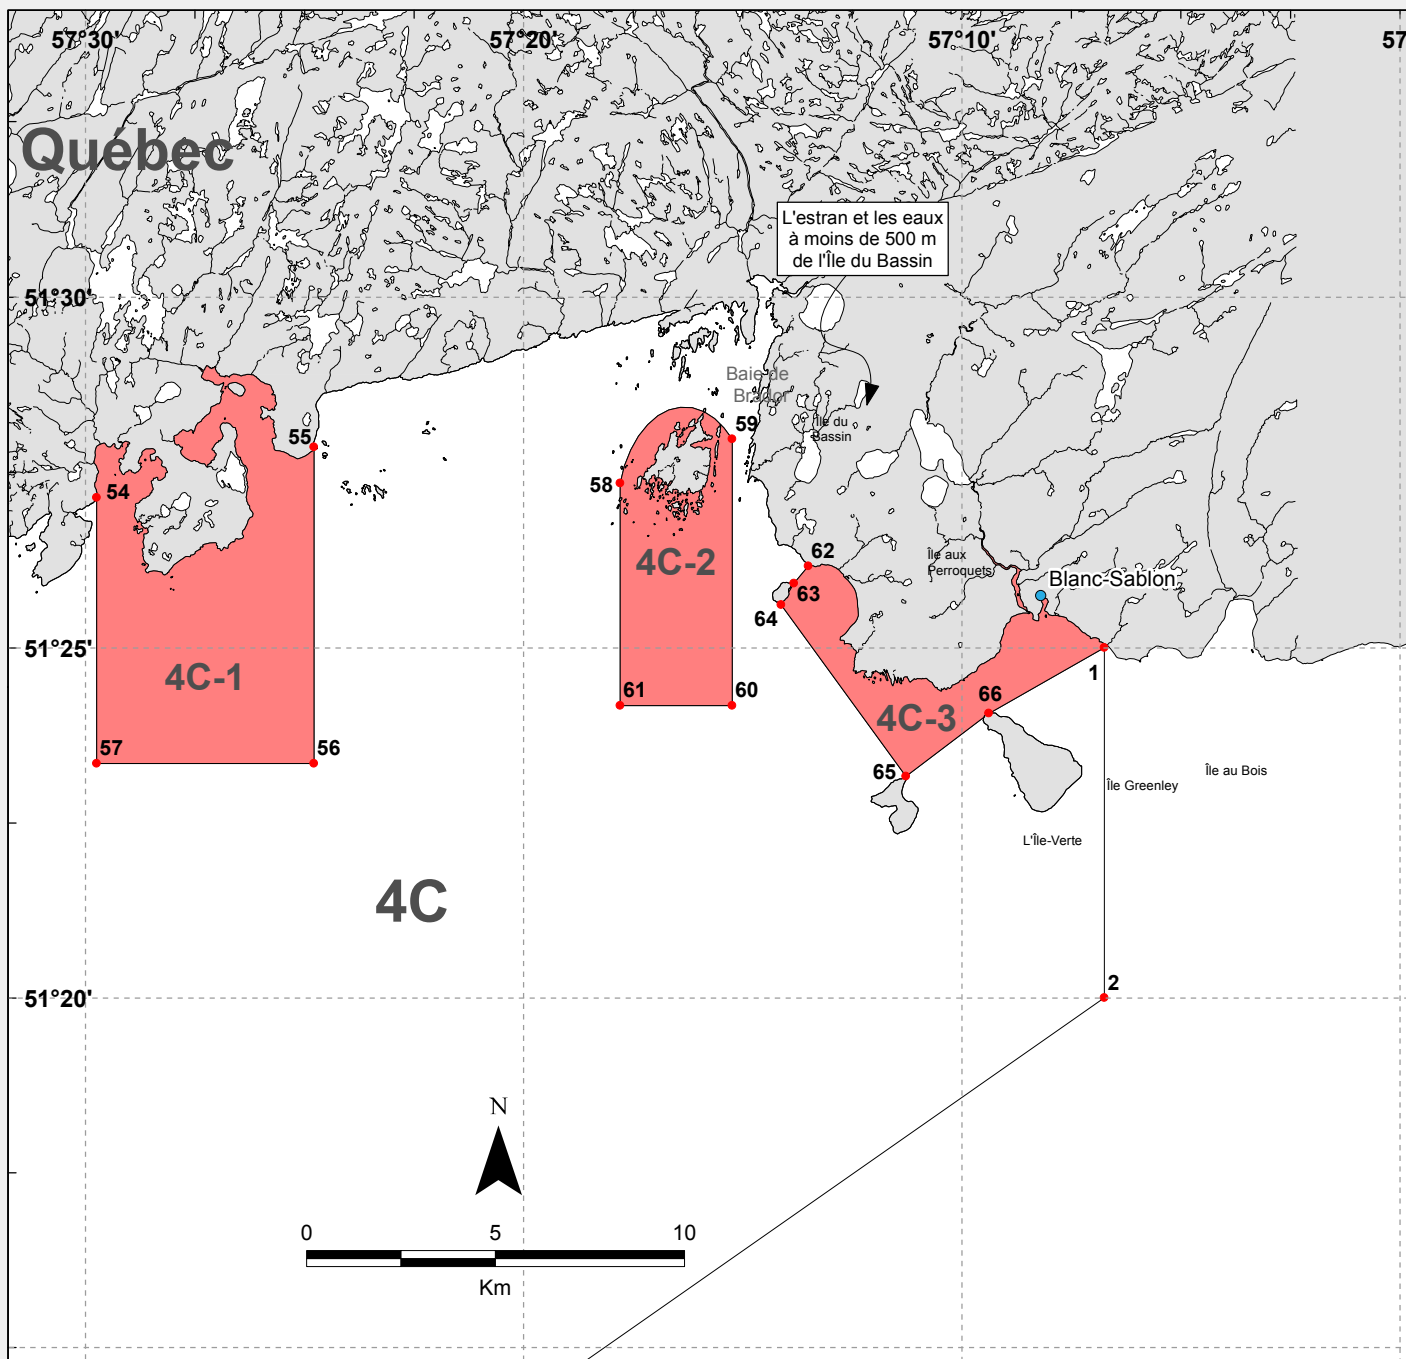 57°30'
57°20'
57°10'
57
Québec
L'estran et les eaux
à moins de 500 m
de l'Île du Bassin
51°30'
Baie de
Brador
Île du
Bassin
59
55
58
54
4C-2
62
Île aux
Perroquets
63
Blanc-Sablon
64
51°25'
4C-1
1
61
60
66
4C-3
57
56
65
Île au Bois
Île Greenley
L'Île-Verte
4C
2
51°20'
N
0
5
10
Km